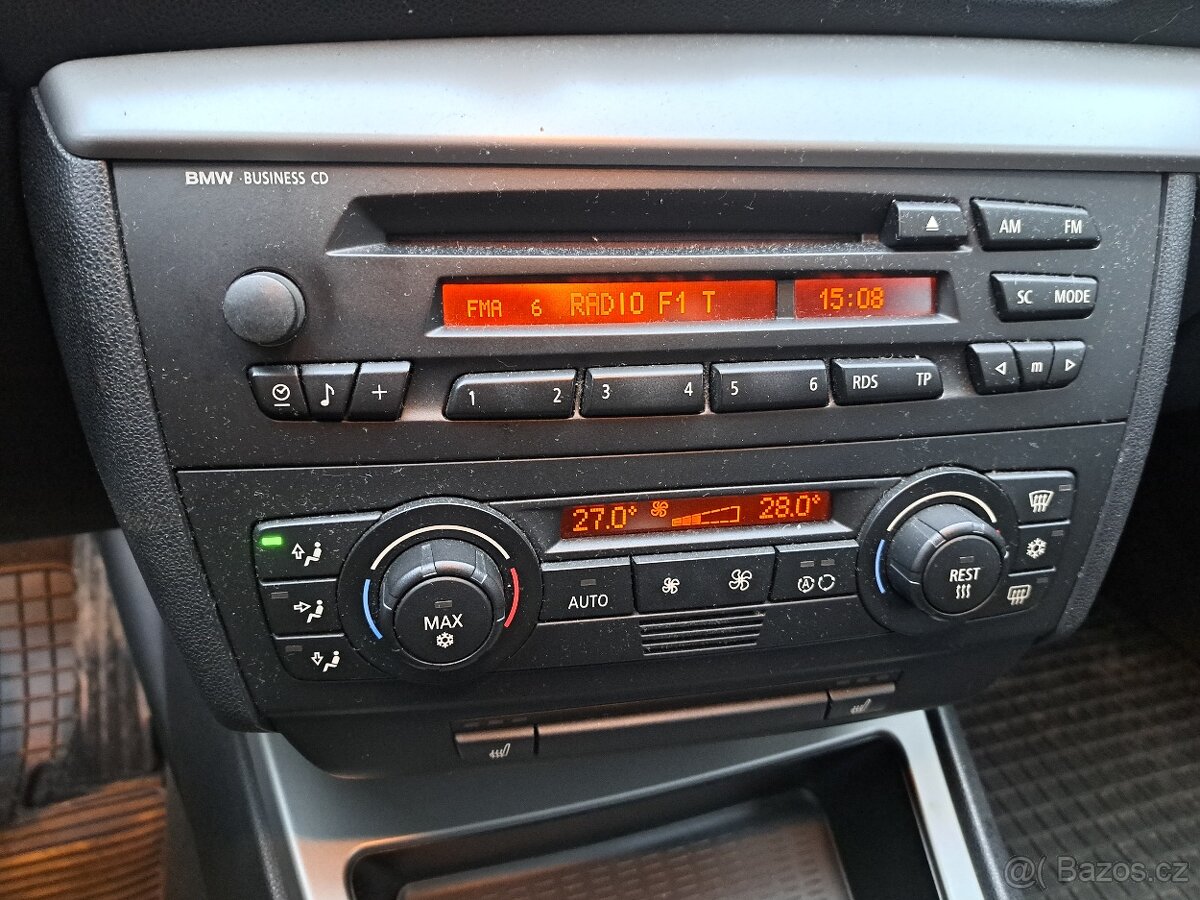 BMW BUSINESS CD
AM FM
FMA 6 RADIO F1 T 15:08
SC MODE
1 2 3 4 5 6 RDS TP m
27.0° 28.0°
MAX
AUTO
A
REST
@( Bazos.cz